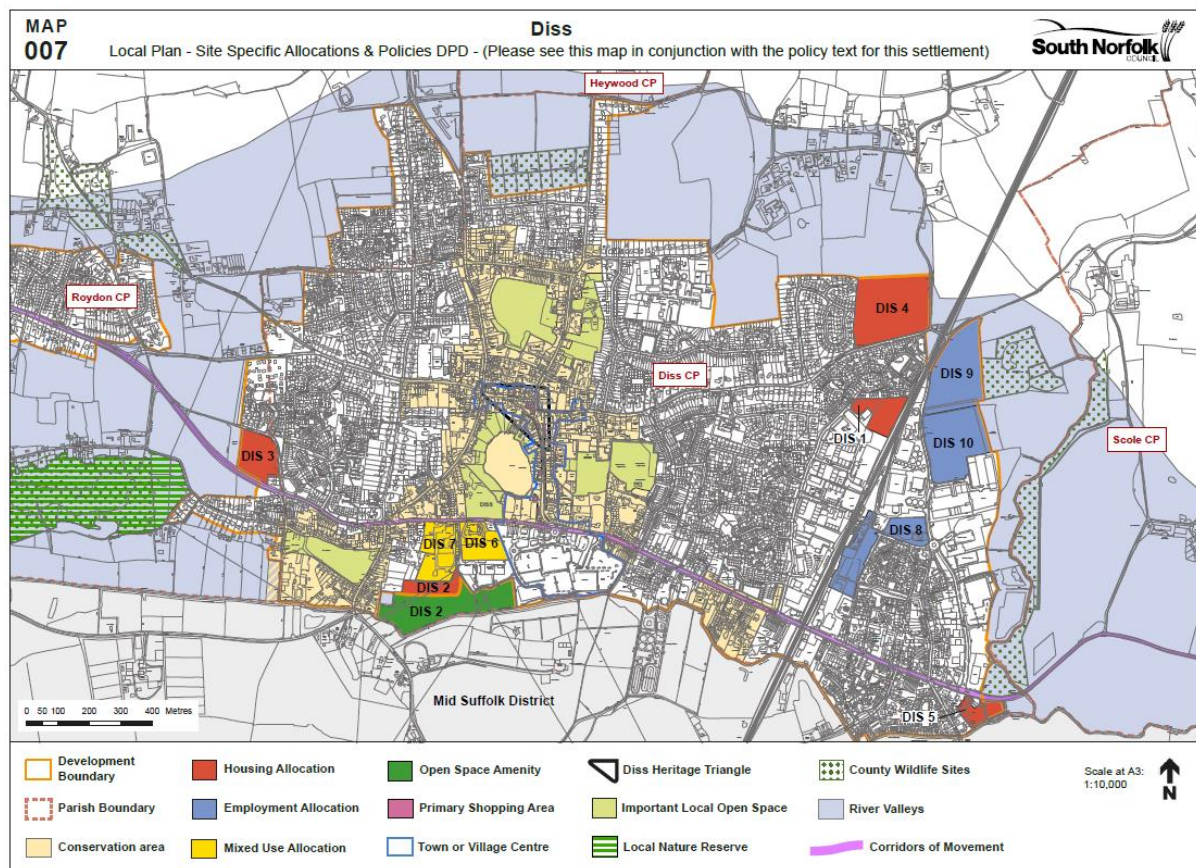 MAP
007
Diss
Local Plan - Site Specific Allocations & Policies DPD - (Please see this map in conjunction with the policy text for this settlement)
South Norfolk
COUNCIL
Heywood CP
Roydon CP
DIS 4
DIS 9
Diss CP
DIS 1
DIS 10
Scole CP
DIS 3
DISS
DIS 8
DIS 7
DIS 6
DIS 2
DIS 2
Mid Suffolk District
DIS 5
0 50 100 200 300 400 Metres
Development Boundary
Housing Allocation
Open Space Amenity
Diss Heritage Triangle
County Wildlife Sites
Parish Boundary
Employment Allocation
Primary Shopping Area
Important Local Open Space
River Valleys
Conservation area
Mixed Use Allocation
Town or Village Centre
Local Nature Reserve
Corridors of Movement
Scale at A3:
1:10,000
N